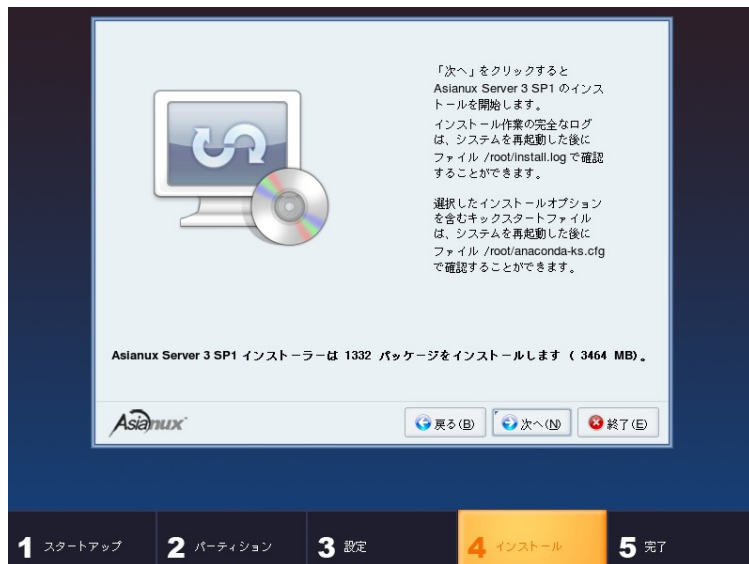 「次へ」をクリックすると
Asianux Server 3 SP1 のインス
トールを開始します。
インストール作業の完全なログ
は、システムを再起動した後に
ファイル /root/install.log で確認
することができます。
選択したインストールオプション
を含むキックスタートファイル
は、システムを再起動した後に
ファイル /root/anaconda-ks.cfg
で確認することができます。
Asianux Server 3 SP1 インストーラーは 1332 パッケージをインストールします ( 3464 MB)。
Asianux
戻る(B)
次へ(N)
終了(E)
1 スタートアップ
2 パーティション
3 設定
4 インストール
5 完了